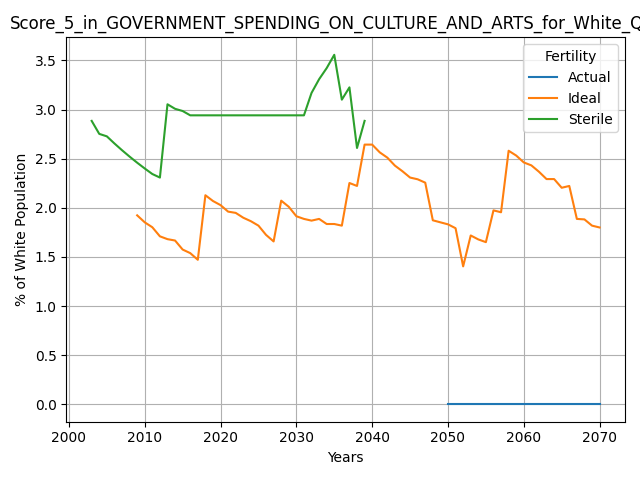 Score_5_in_GOVERNMENT_SPENDING_ON_CULTURE_AND_ARTS_for_White_Q
Fertility
Actual
Ideal
Sterile
% of White Population
3.5
3.0
2.5
2.0
1.5
1.0
0.5
0.0
2000 2010 2020 2030 2040 2050 2060 2070
Years